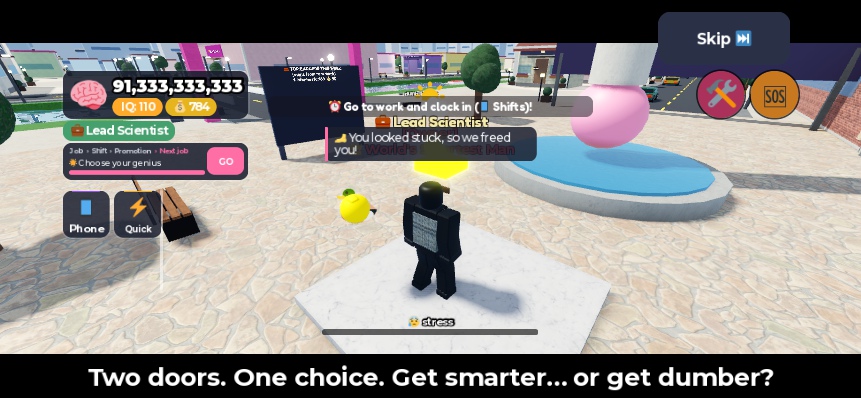 Skip
91,333,333,333
IQ: 110
784
SOS
Go to work and clock in ( Shifts)!
Lead Scientist
Lead Scientist
You looked stuck, so we freed you!
Job › Shift › Promotion › Next job
Choose your genius
GO
Phone
Quick
stress
Two doors. One choice. Get smarter... or get dumber?